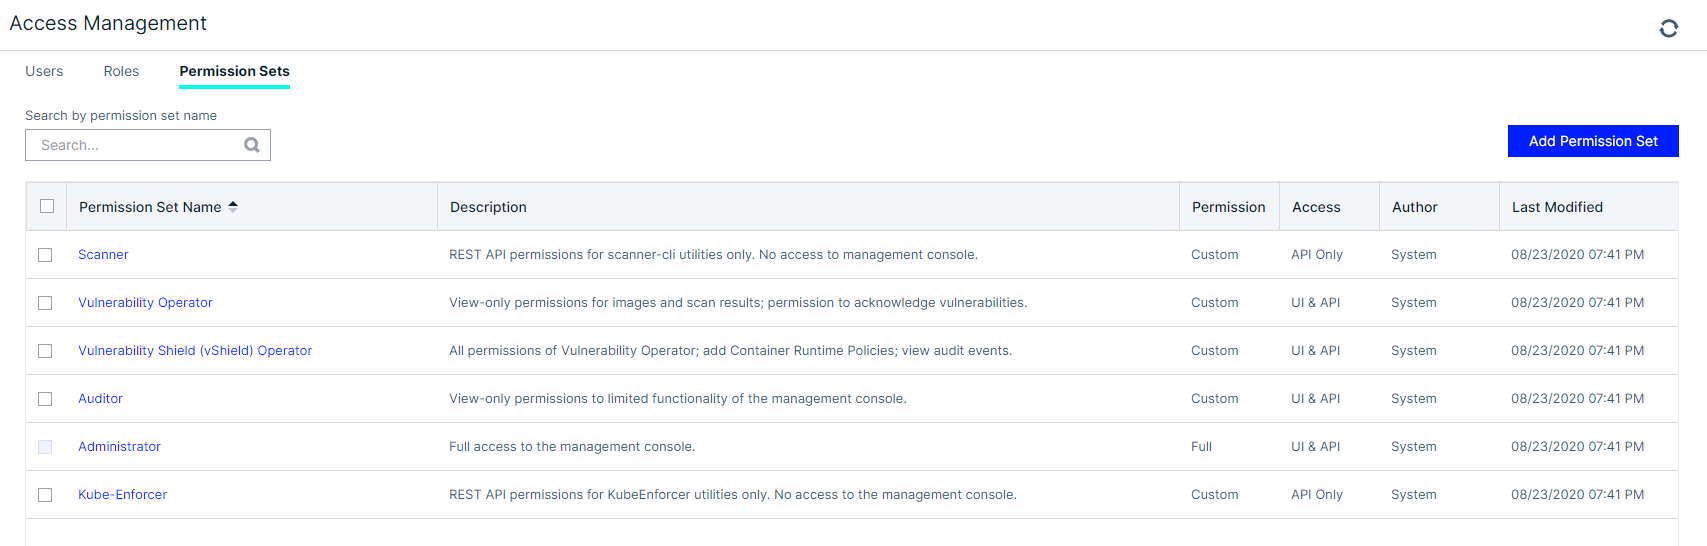 Access Management
Users Roles Permission Sets
Search by permission set name
Search...
Add Permission Set
Permission Set Name Description Permission Access Author Last Modified
Scanner REST API permissions for scanner-cli utilities only. No access to management console. Custom API Only System 08/23/2020 07:41 PM
Vulnerability Operator View-only permissions for images and scan results; permission to acknowledge vulnerabilities. Custom UI & API System 08/23/2020 07:41 PM
Vulnerability Shield (vShield) Operator All permissions of Vulnerability Operator; add Container Runtime Policies; view audit events. Custom UI & API System 08/23/2020 07:41 PM
Auditor View-only permissions to limited functionality of the management console. Custom UI & API System 08/23/2020 07:41 PM
Administrator Full access to the management console. Full UI & API System 08/23/2020 07:41 PM
Kube-Enforcer REST API permissions for KubeEnforcer utilities only. No access to the management console. Custom API Only System 08/23/2020 07:41 PM